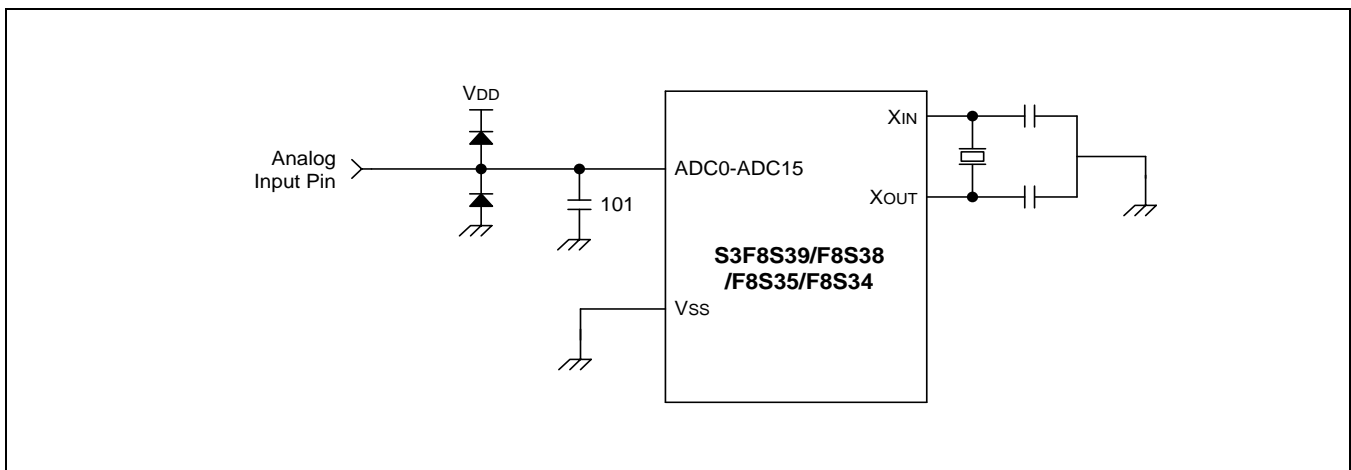 VDD
Analog
Input Pin
101
ADC0-ADC15
XIN
XOUT
S3F8S39/F8S38
/F8S35/F8S34
VSS